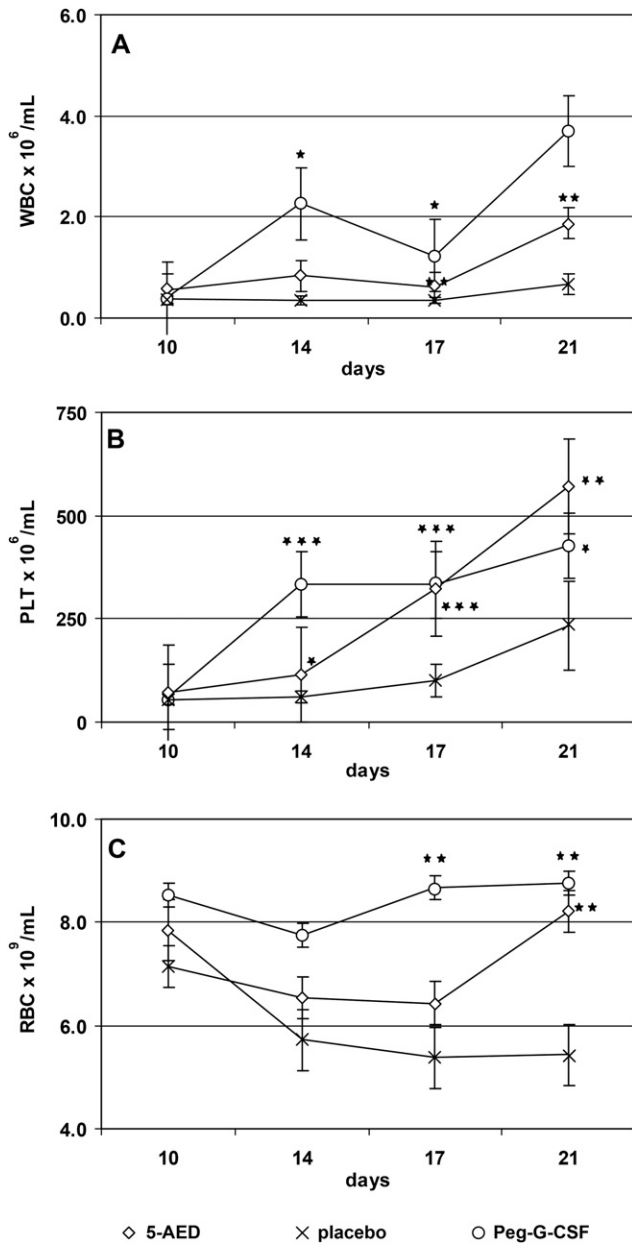 A
6.0
4.0
2.0
0.0
WBC x 10^6 /mL
10 14 17 21
days
B
750
500
250
0
PLT x 10^6 /mL
10 14 17 21
days
C
10.0
8.0
6.0
4.0
RBC x 10^9 /mL
10 14 17 21
days
5-AED placebo Peg-G-CSF